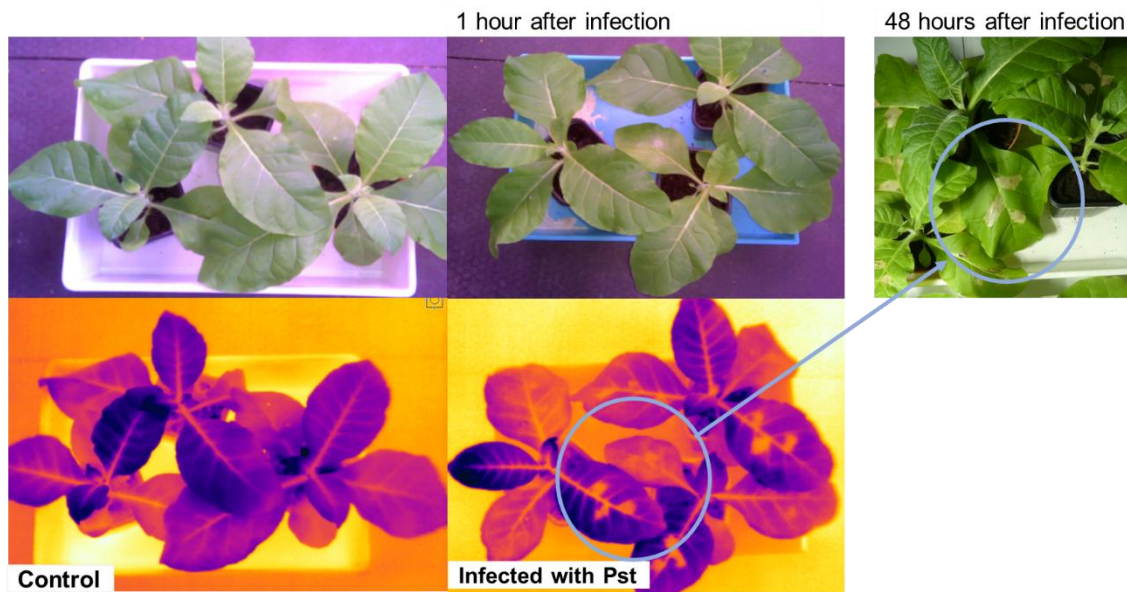 1 hour after infection
48 hours after infection
Control
Infected with Pst